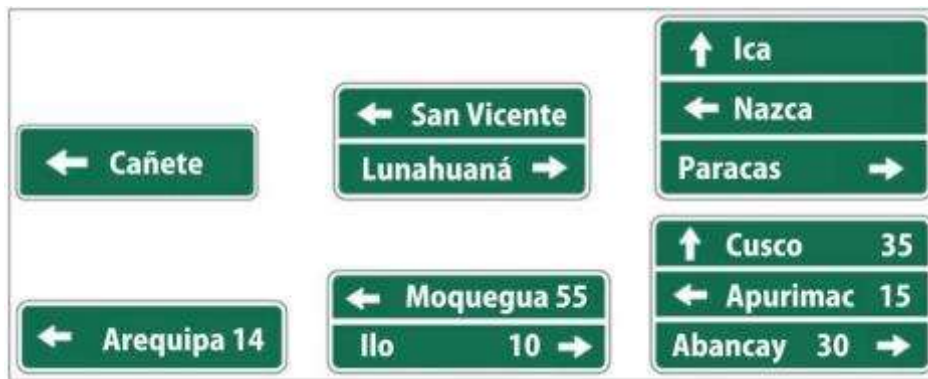 Cañete
San Vicente
Lunahuaná
Ica
Nazca
Paracas
Arequipa 14
Moquegua 55
Ilo 10
Cusco 35
Apurimac 15
Abancay 30